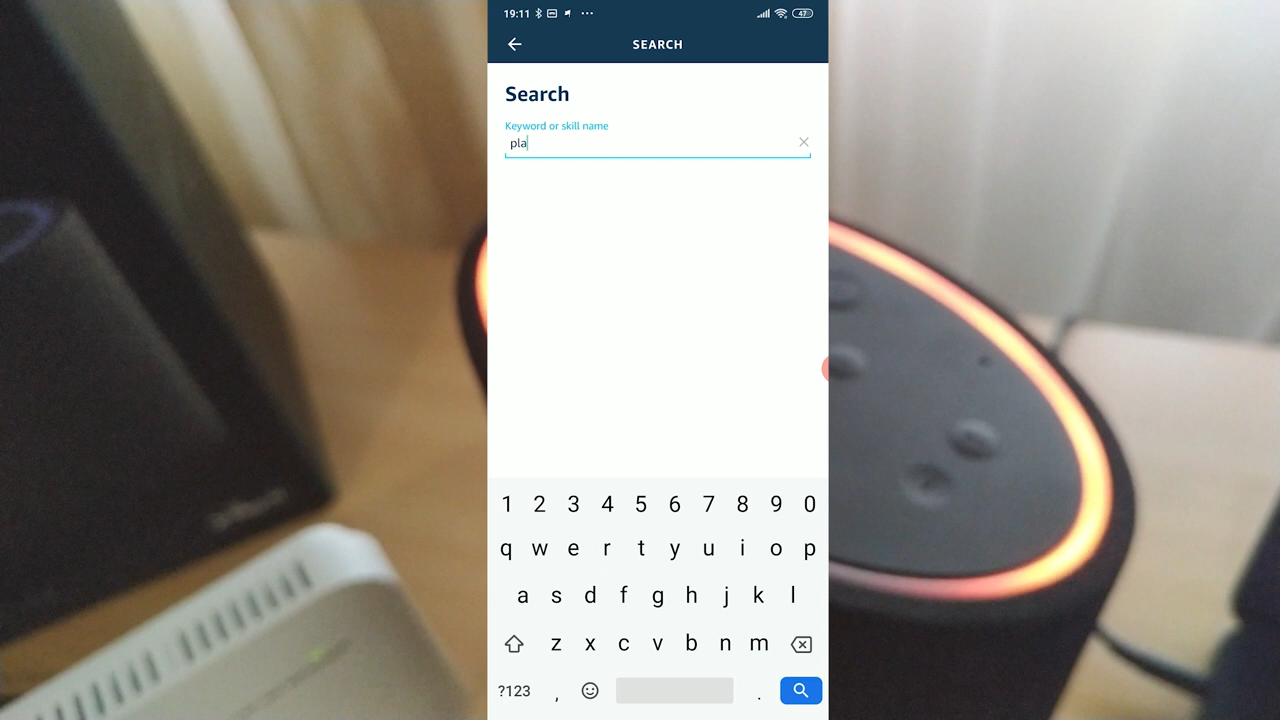 19:11 ... 47
SEARCH
Search
Keyword or skill name
pla
1 2 3 4 5 6 7 8 9 0
q w e r t y u i o p
a s d f g h j k l
z x c v b n m
?123 , .